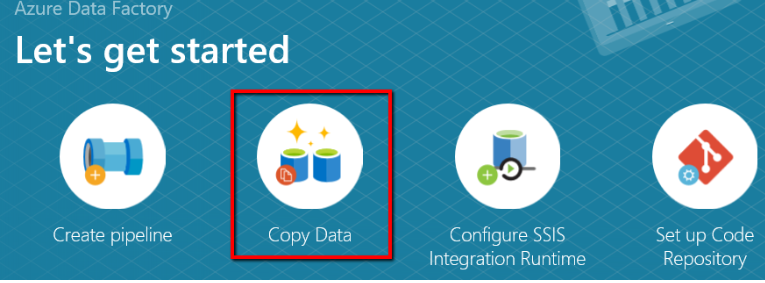 Azure Data Factory
Let's get started
Create pipeline
Copy Data
Configure SSIS
Integration Runtime
Set up Code
Repository